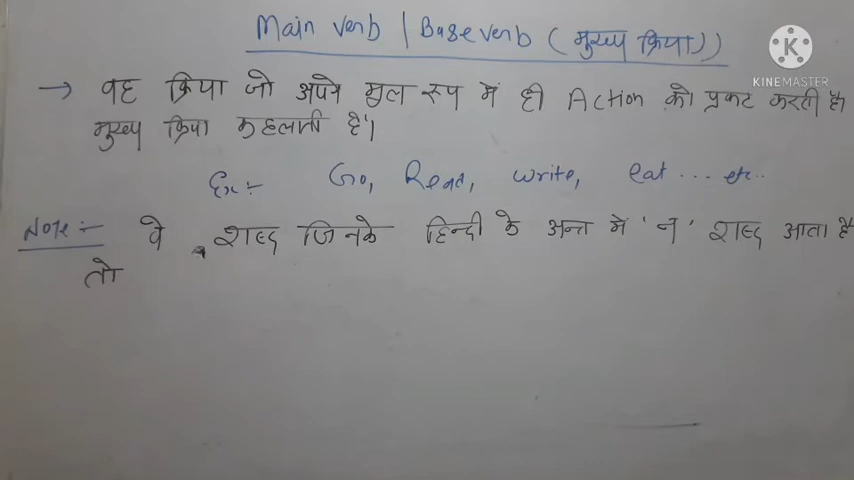 Main verb | Base verb (मुख्य क्रिया))
K
KINEMASTER
→ वह क्रिया जो अपने मूल रूप में ही Action को प्रकट करती है।
मुख्य क्रिया कहलाती है।
Ex:- Go, Read, write, eat ... etc..
Note:- वे शब्द जिनके हिन्दी के अन्त में 'न' शब्द आता है
तो